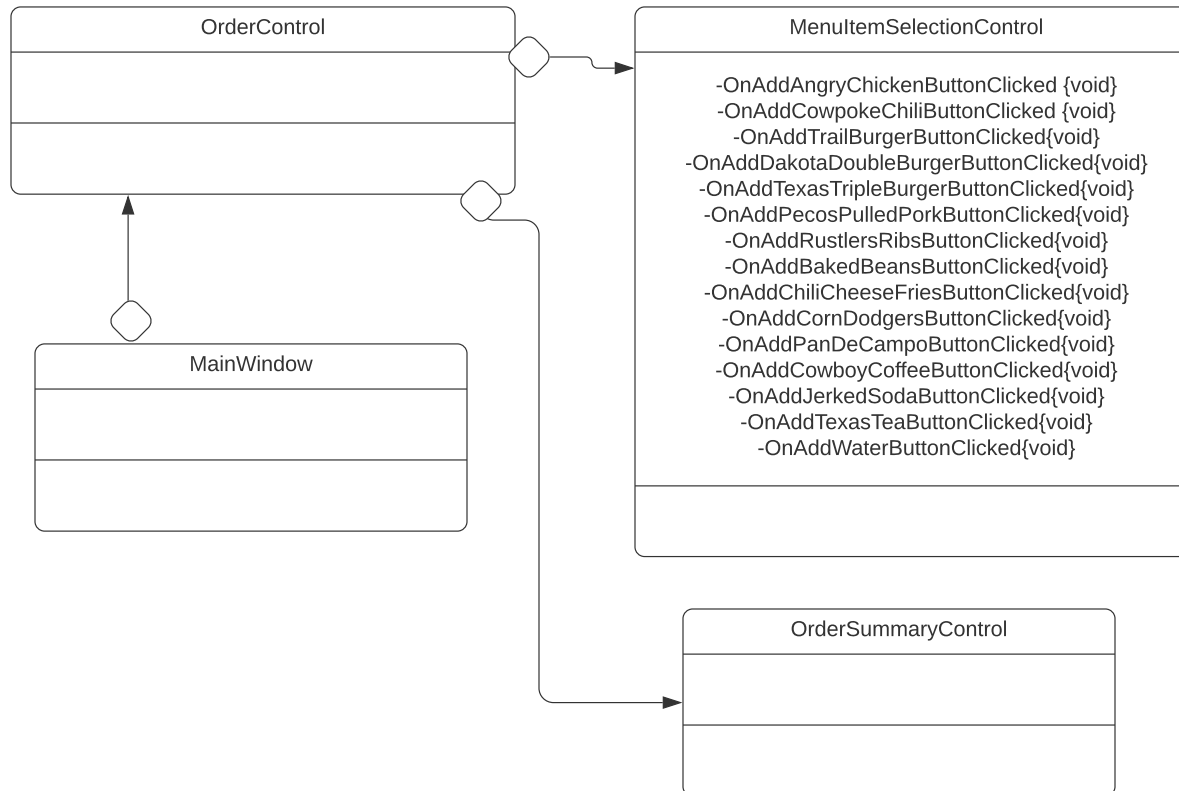 OrderControl
MenuItemSelectionControl
-OnAddAngryChickenButtonClicked {void}
-OnAddCowpokeChiliButtonClicked {void}
-OnAddTrailBurgerButtonClicked{void}
-OnAddDakotaDoubleBurgerButtonClicked{void}
-OnAddTexasTripleBurgerButtonClicked{void}
-OnAddPecosPulledPorkButtonClicked{void}
-OnAddRustlersRibsButtonClicked{void}
-OnAddBakedBeansButtonClicked{void}
-OnAddChiliCheeseFriesButtonClicked{void}
-OnAddCornDodgersButtonClicked{void}
-OnAddPanDeCampoButtonClicked{void}
-OnAddCowboyCoffeeButtonClicked{void}
-OnAddJerkedSodaButtonClicked{void}
-OnAddTexasTeaButtonClicked{void}
-OnAddWaterButtonClicked{void}
MainWindow
OrderSummaryControl